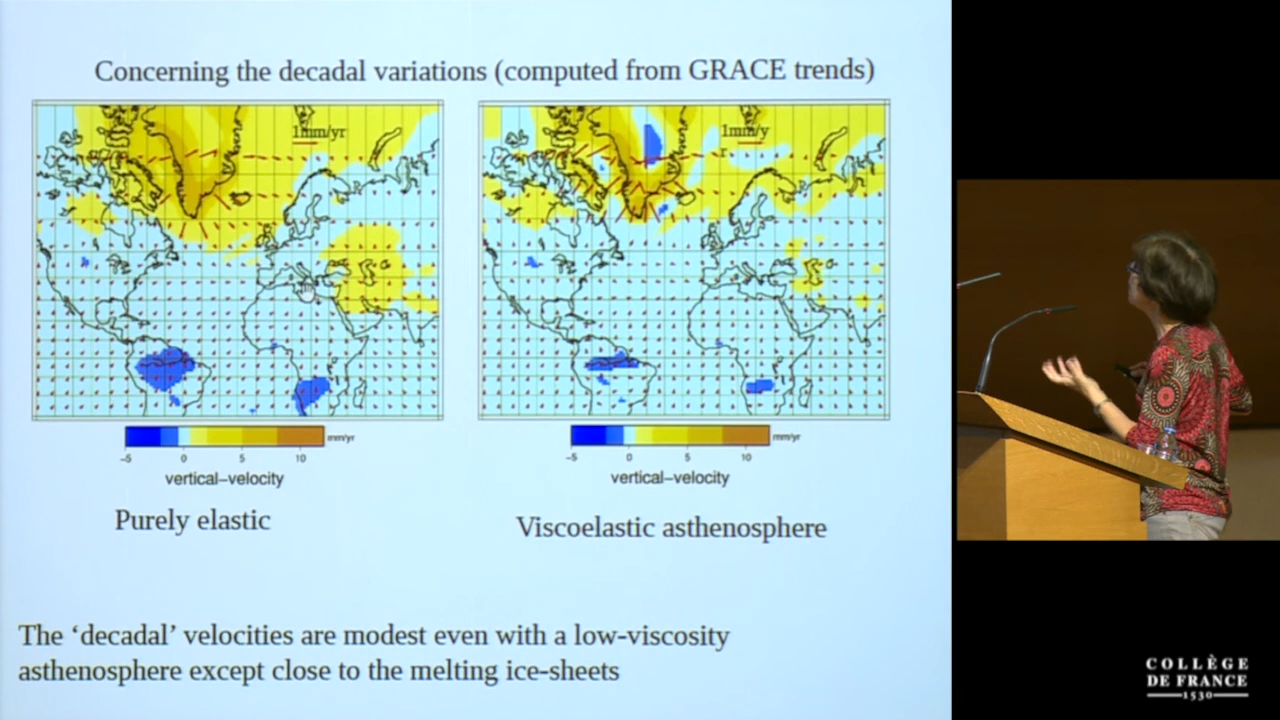 Concerning the decadal variations (computed from GRACE trends)
1mm/yr
1mm/y
r
-5 0 5 10 mm/yr
vertical-velocity
-5 0 5 10 mm/yr
vertical-velocity
Purely elastic
Viscoelastic asthenosphere
The ‘decadal’ velocities are modest even with a low-viscosity
asthenosphere except close to the melting ice-sheets
COLLÈGE
DE FRANCE
1530